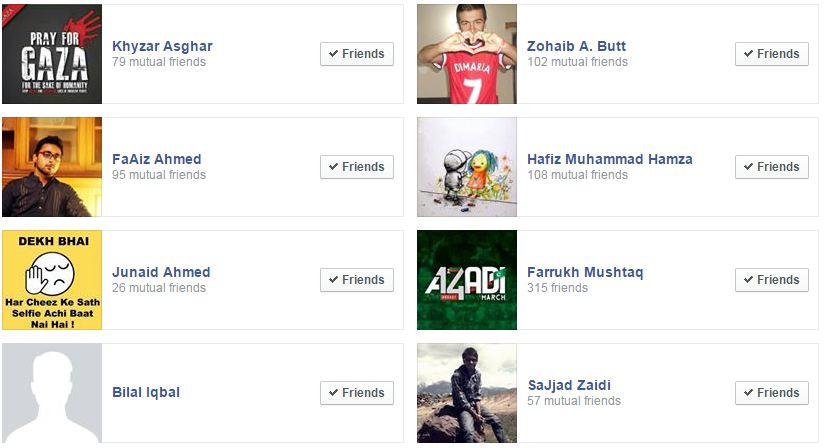 PRAY FOR
GAZA
FOR THE SAKE OF HUMANITY
Khyzar Asghar
79 mutual friends
Friends
DIMARIA
7
Zohaib A. Butt
102 mutual friends
Friends
FaAiz Ahmed
95 mutual friends
Friends
Hafiz Muhammad Hamza
108 mutual friends
Friends
DEKH BHAI
Har Cheez Ke Sath
Selfie Achi Baat
Nai Hai !
Junaid Ahmed
26 mutual friends
Friends
AZADI
MARCH
Farrukh Mushtaq
315 friends
Friends
Bilal Iqbal
Friends
SaJjad Zaidi
57 mutual friends
Friends